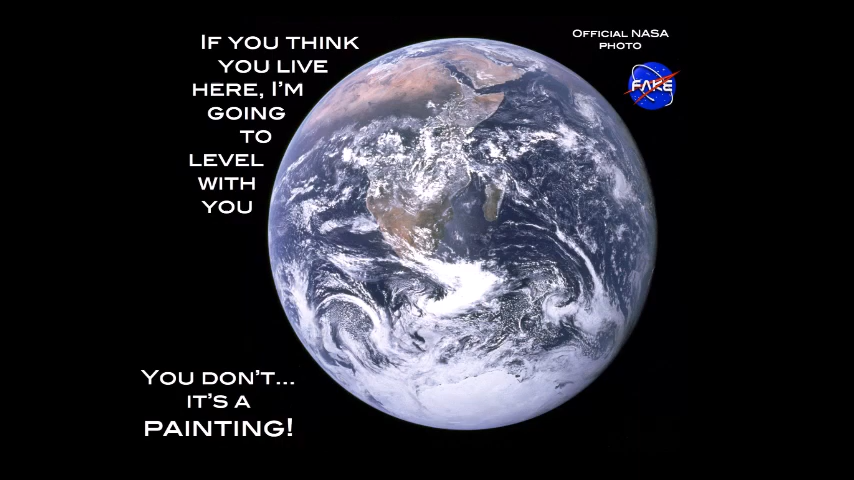 If you think
you live
here, I'm
going
to
level
with
you
Official NASA
photo
FAKE
You don't...
it's a
painting!